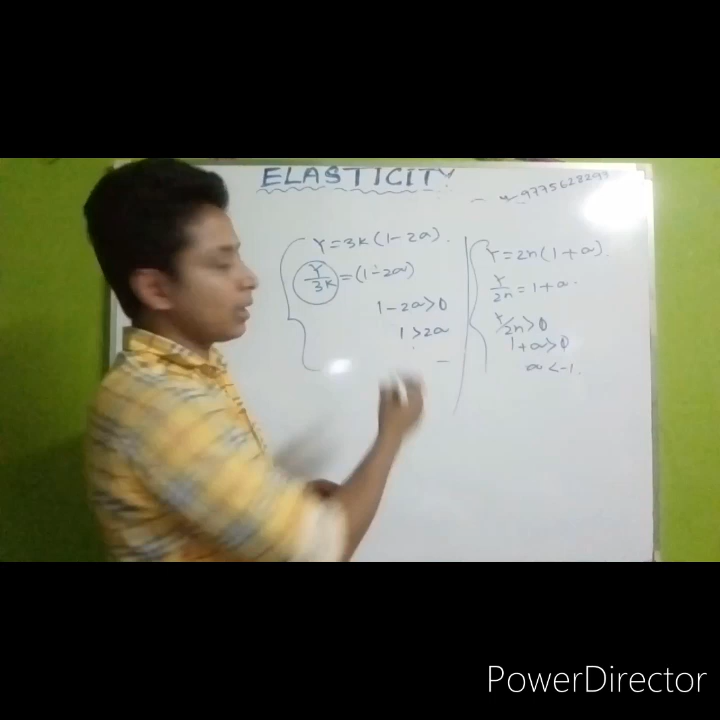 ELASTICITY
9775628299
Y=3K(1-2a).
Y/3K=(1-2a)
1-2a>0
1>2a
Y=2n(1+a).
Y/2n=1+a.
Y/2n>0
1+a>0
a<-1.
PowerDirector